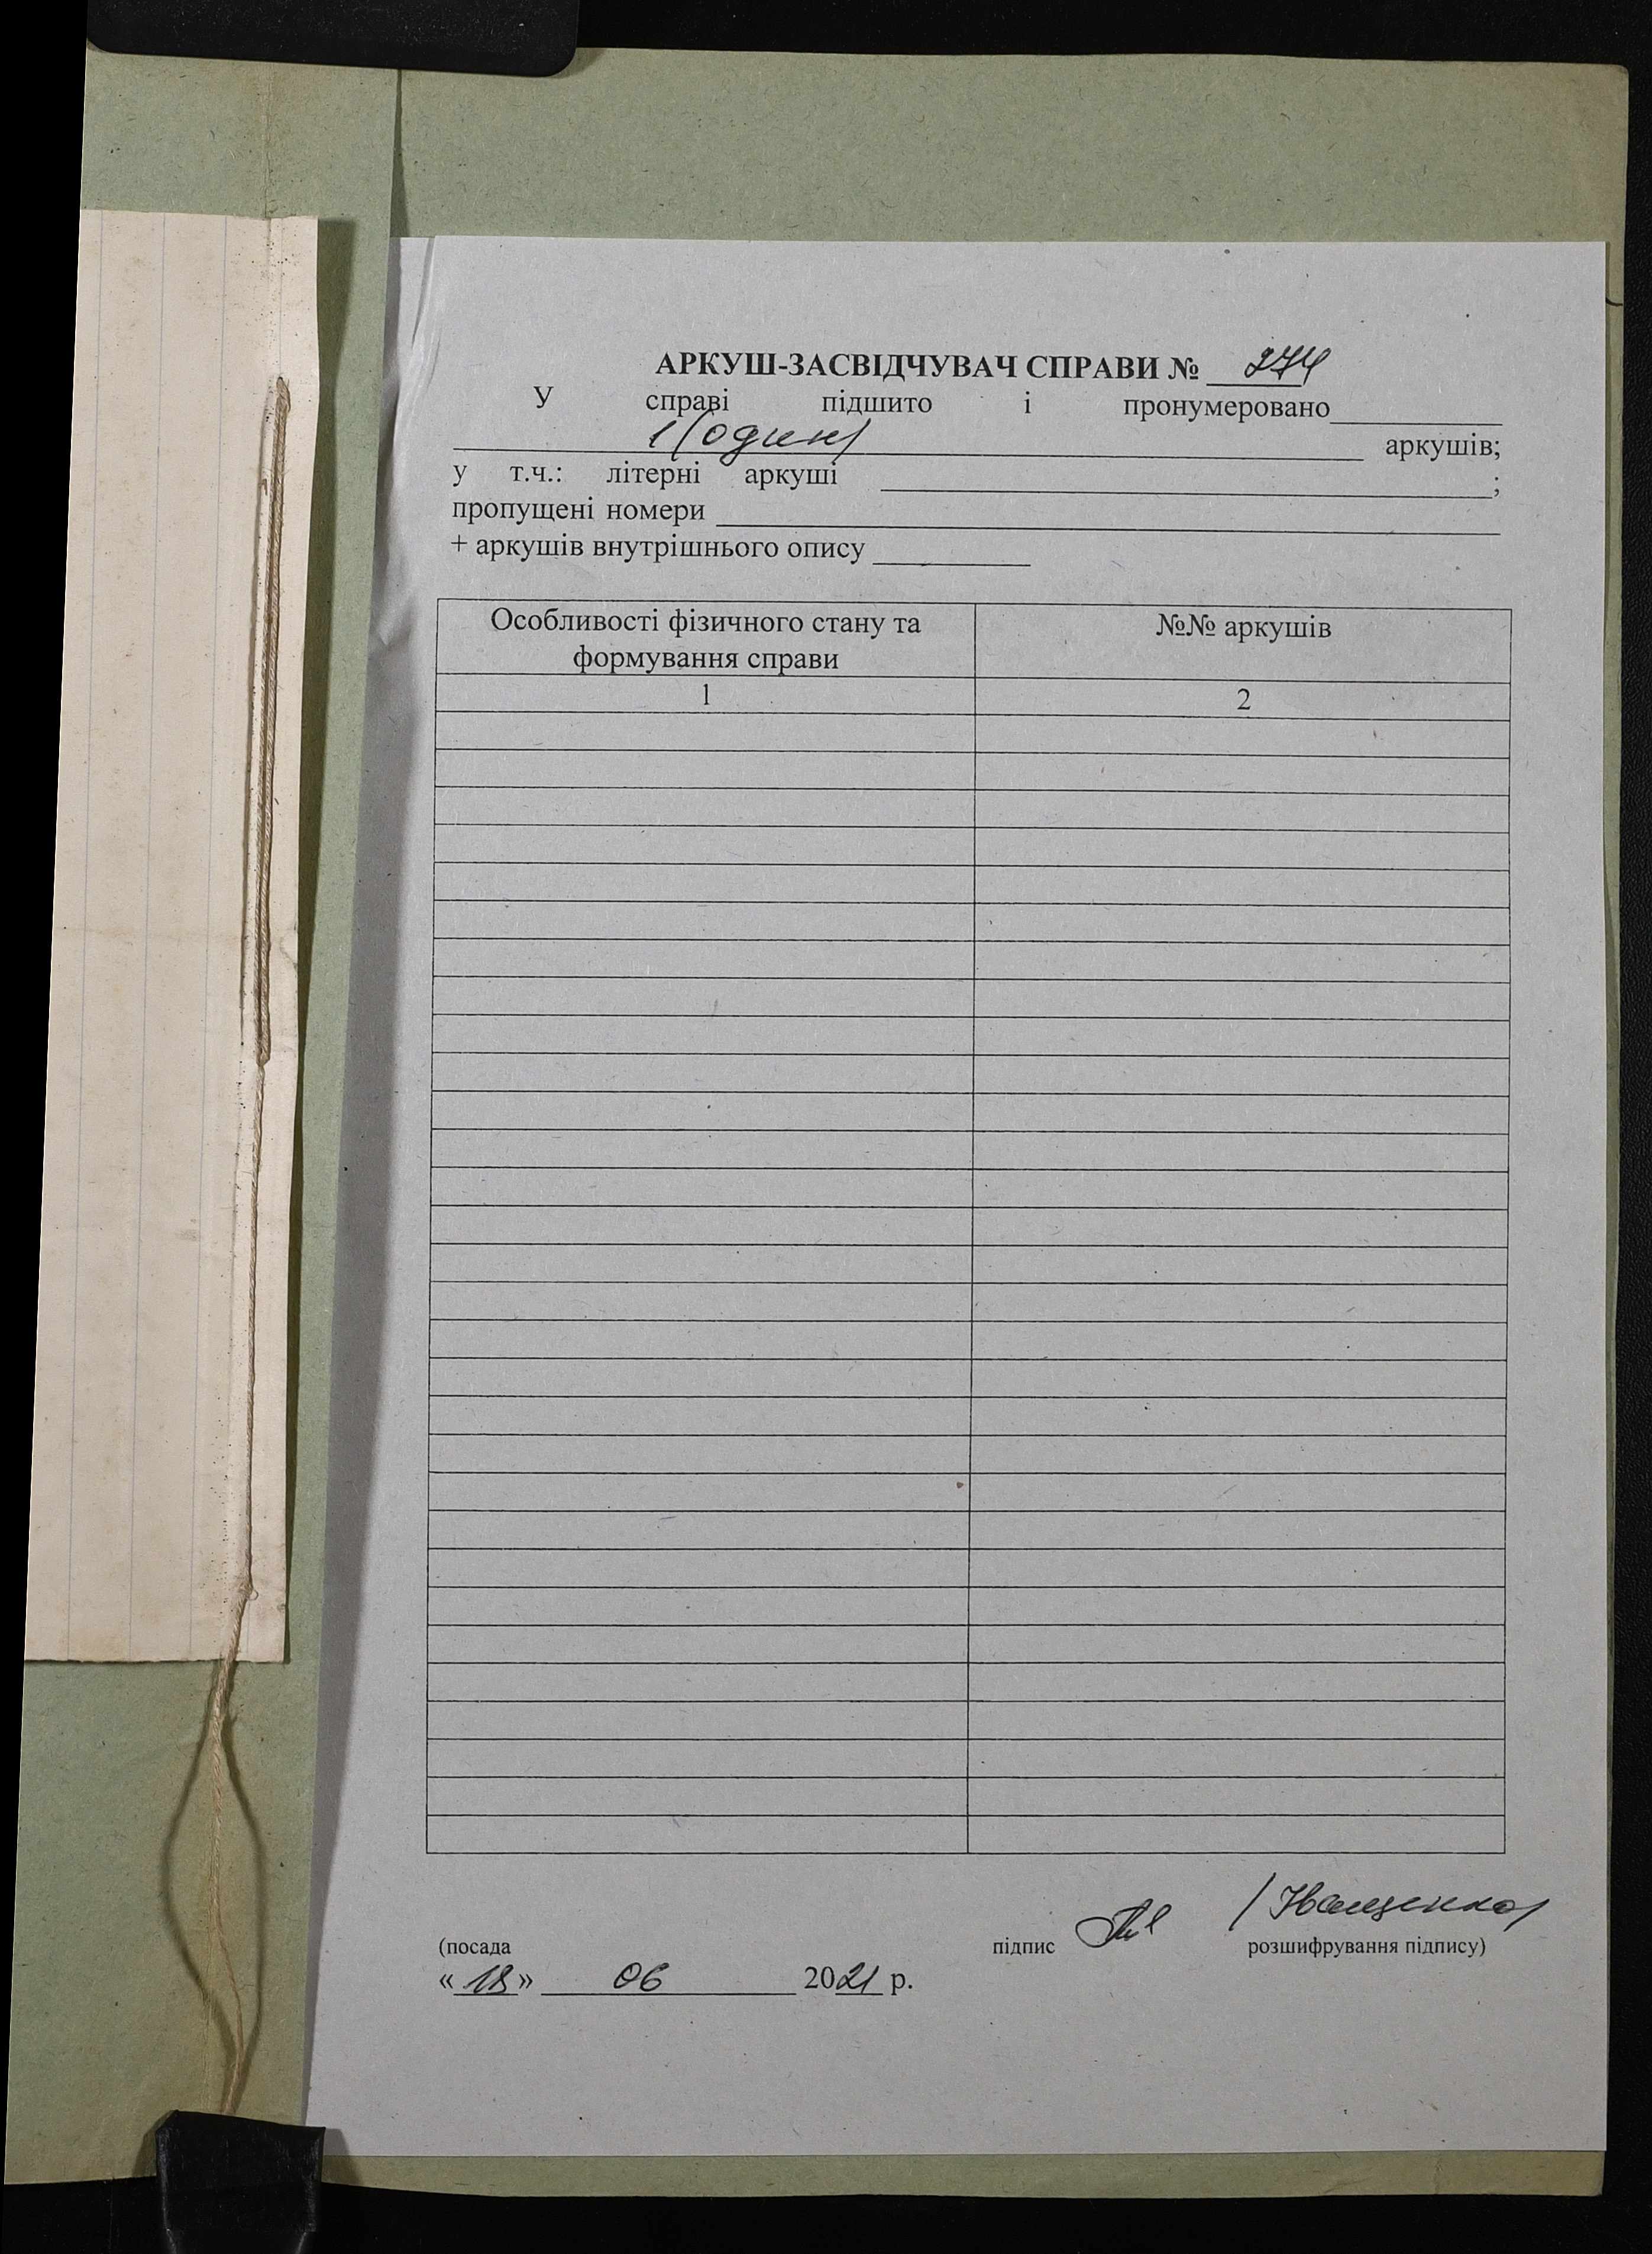 АРКУШ-ЗАСВІДЧУВАЧ СПРАВИ № 274
У справі підшито і пронумеровано
1 (один) аркушів;
у т.ч.: літерні аркуші ;
пропущені номери
+ аркушів внутрішнього опису
Особливості фізичного стану та формування справи №№ аркушів
1 2
/Іващенко/
(посада підпис розшифрування підпису)
«18» 06 2021 р.